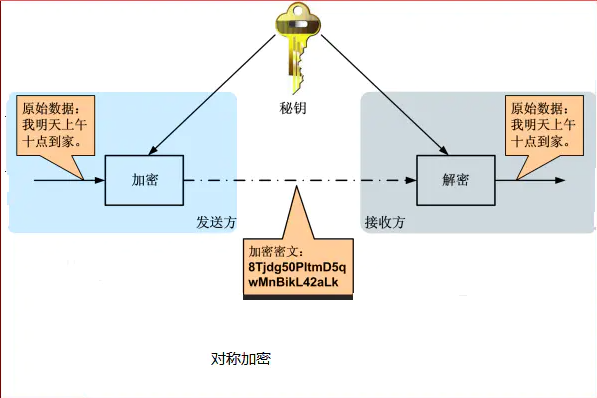 秘钥
原始数据：
我明天上午
十点到家。
原始数据：
我明天上午
十点到家。
加密
解密
发送方
接收方
加密密文：
8Tjdg50PltmD5q
wMnBikL42aLk
对称加密